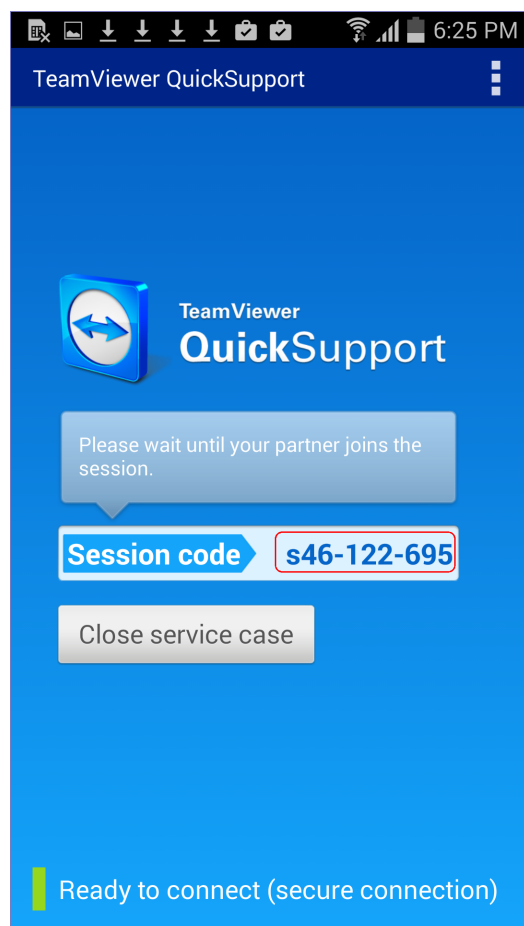 6:25 PM
TeamViewer QuickSupport
TeamViewer
QuickSupport
Please wait until your partner joins the
session.
Session code s46-122-695
Close service case
Ready to connect (secure connection)